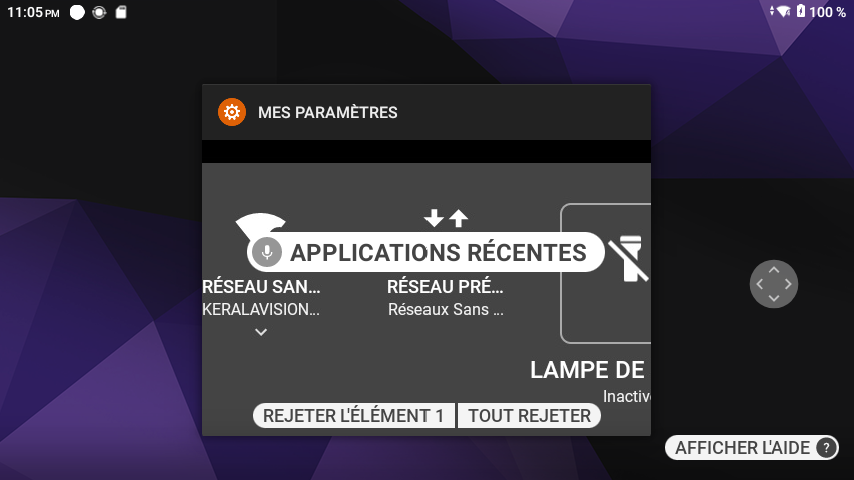 11:05 PM
100 %
MES PARAMÈTRES
APPLICATIONS RÉCENTES
RÉSEAU SAN...
RÉSEAU PRÉ...
KERALAVISION...
Réseaux Sans ...
LAMPE DE
Inactive
REJETER L'ÉLÉMENT 1
TOUT REJETER
AFFICHER L'AIDE ?